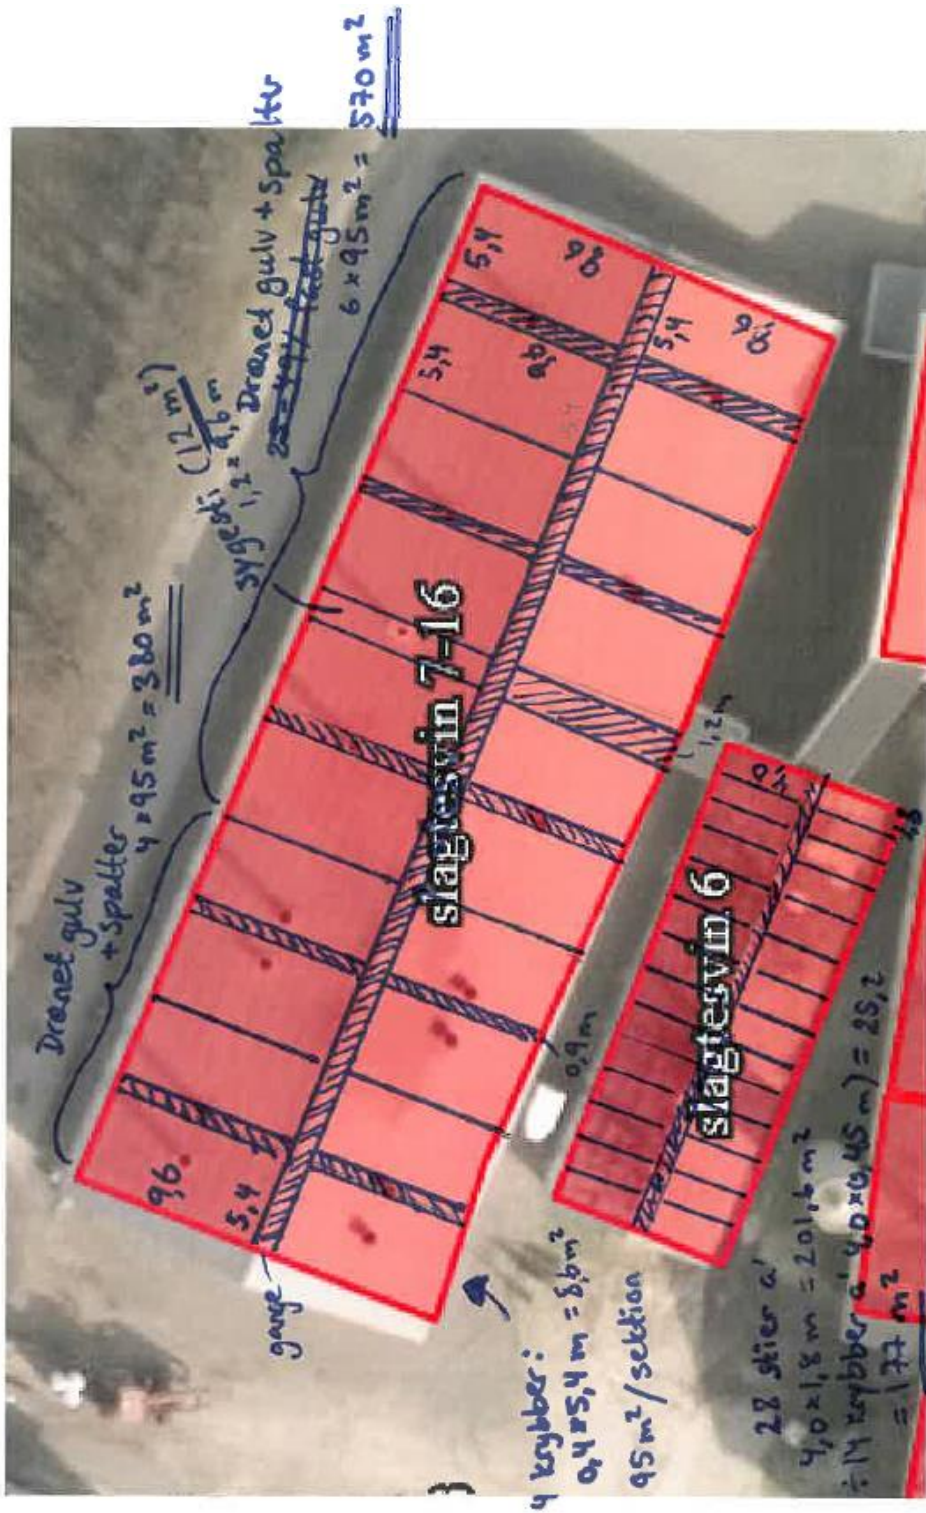 Drænet gulv
+ spalter
4 × 95 m² = 380 m²
sygesti (12 m²)
1,2 × 9,6 m
Drænet gulv + spalter
6 × 95 m² = 570 m²
9,6
5,4
5,4
9,6
5,4
9,6
5,4
9,6
slagtesvin 7-16
gange
0,9 m
1,2 m
4,0
1,8
slagtesvin 6
4 krybber:
0,4 × 5,4 m = 8,6 m²
95 m²/sektion
28 stier a'
4,0 × 1,8 m = 201,6 m²
÷ 14 krybber a' 4,0 × 0,45 m) = 25,2
= 177 m²